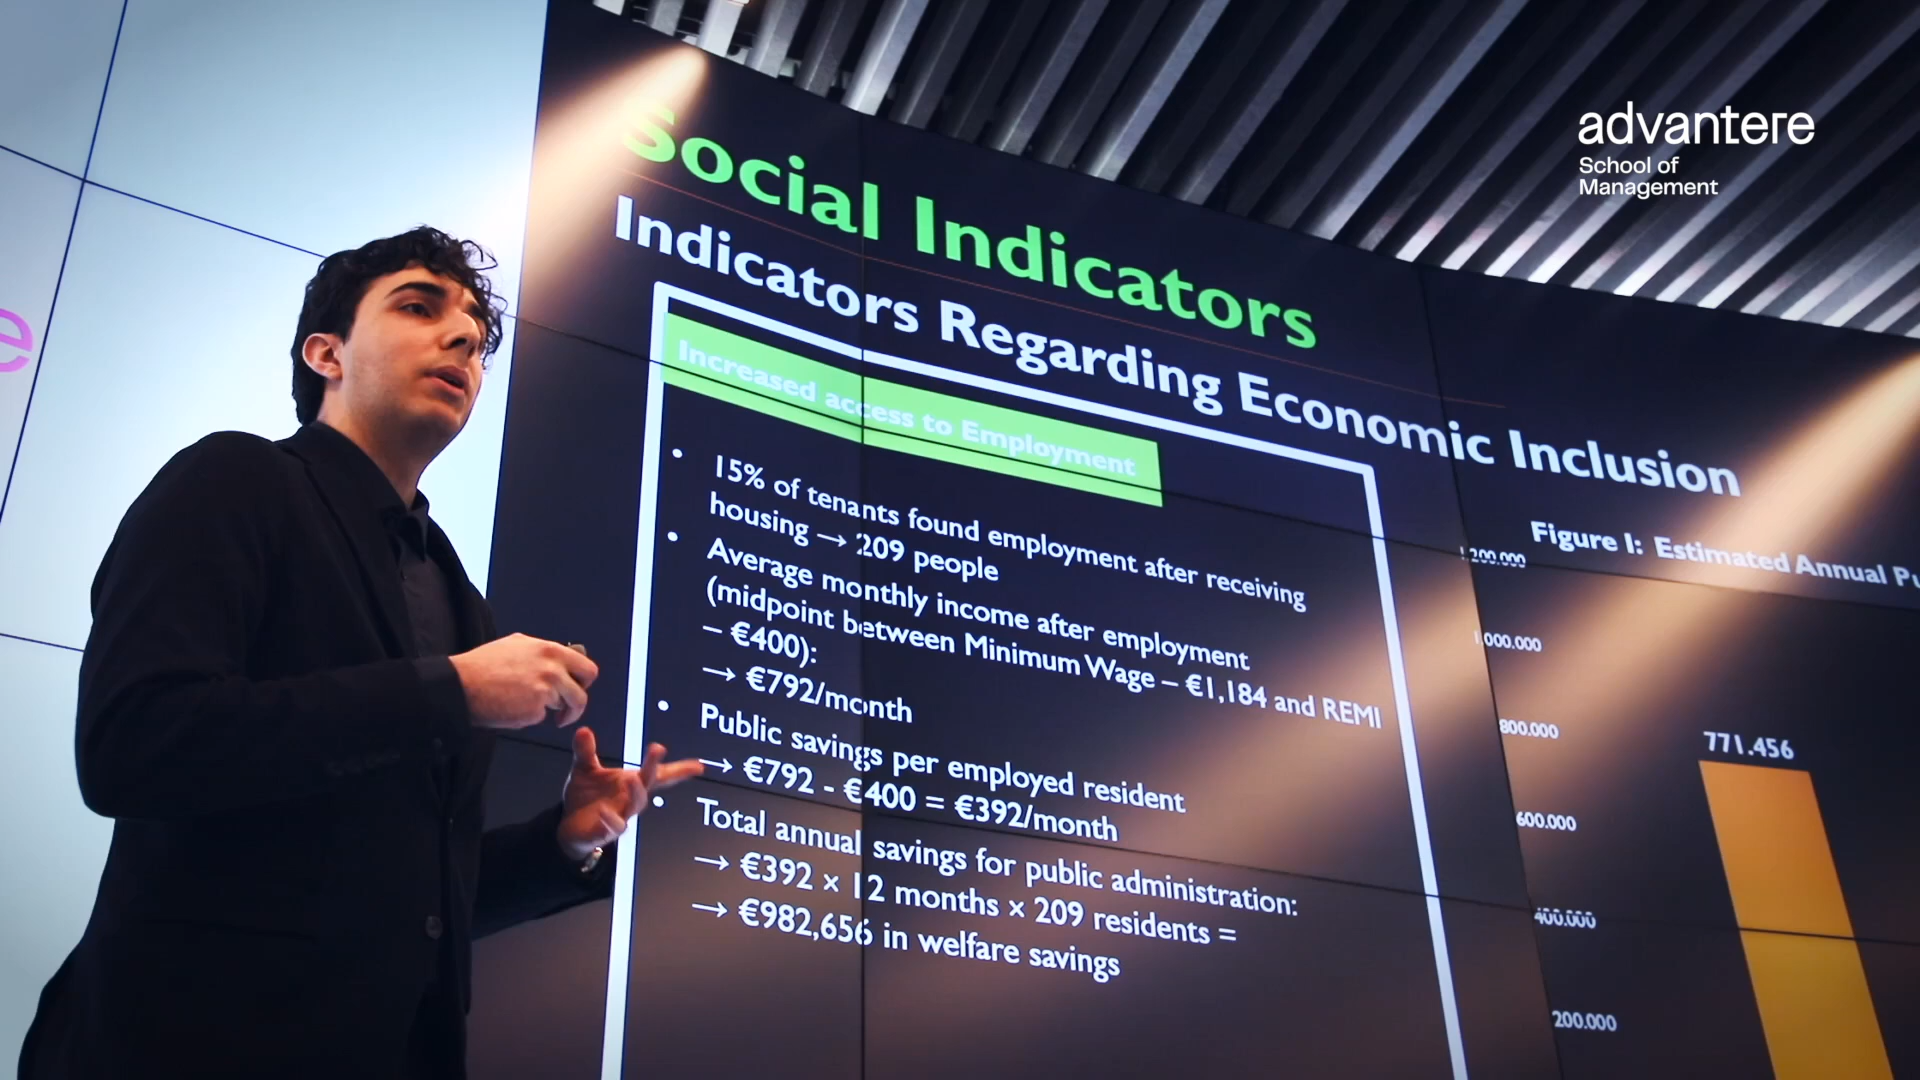 advantere
School of
Management
e
Social Indicators
Indicators Regarding Economic Inclusion
Increased access to Employment
• 15% of tenants found employment after receiving
housing → 209 people
• Average monthly income after employment
(midpoint between Minimum Wage – €1,184 and REMI
– €400):
→ €792/month
• Public savings per employed resident
→ €792 - €400 = €392/month
• Total annual savings for public administration:
→ €392 × 12 months × 209 residents =
→ €982,656 in welfare savings
Figure 1: Estimated Annual Pu
1.200.000
1.000.000
800.000
771.456
600.000
400.000
200.000